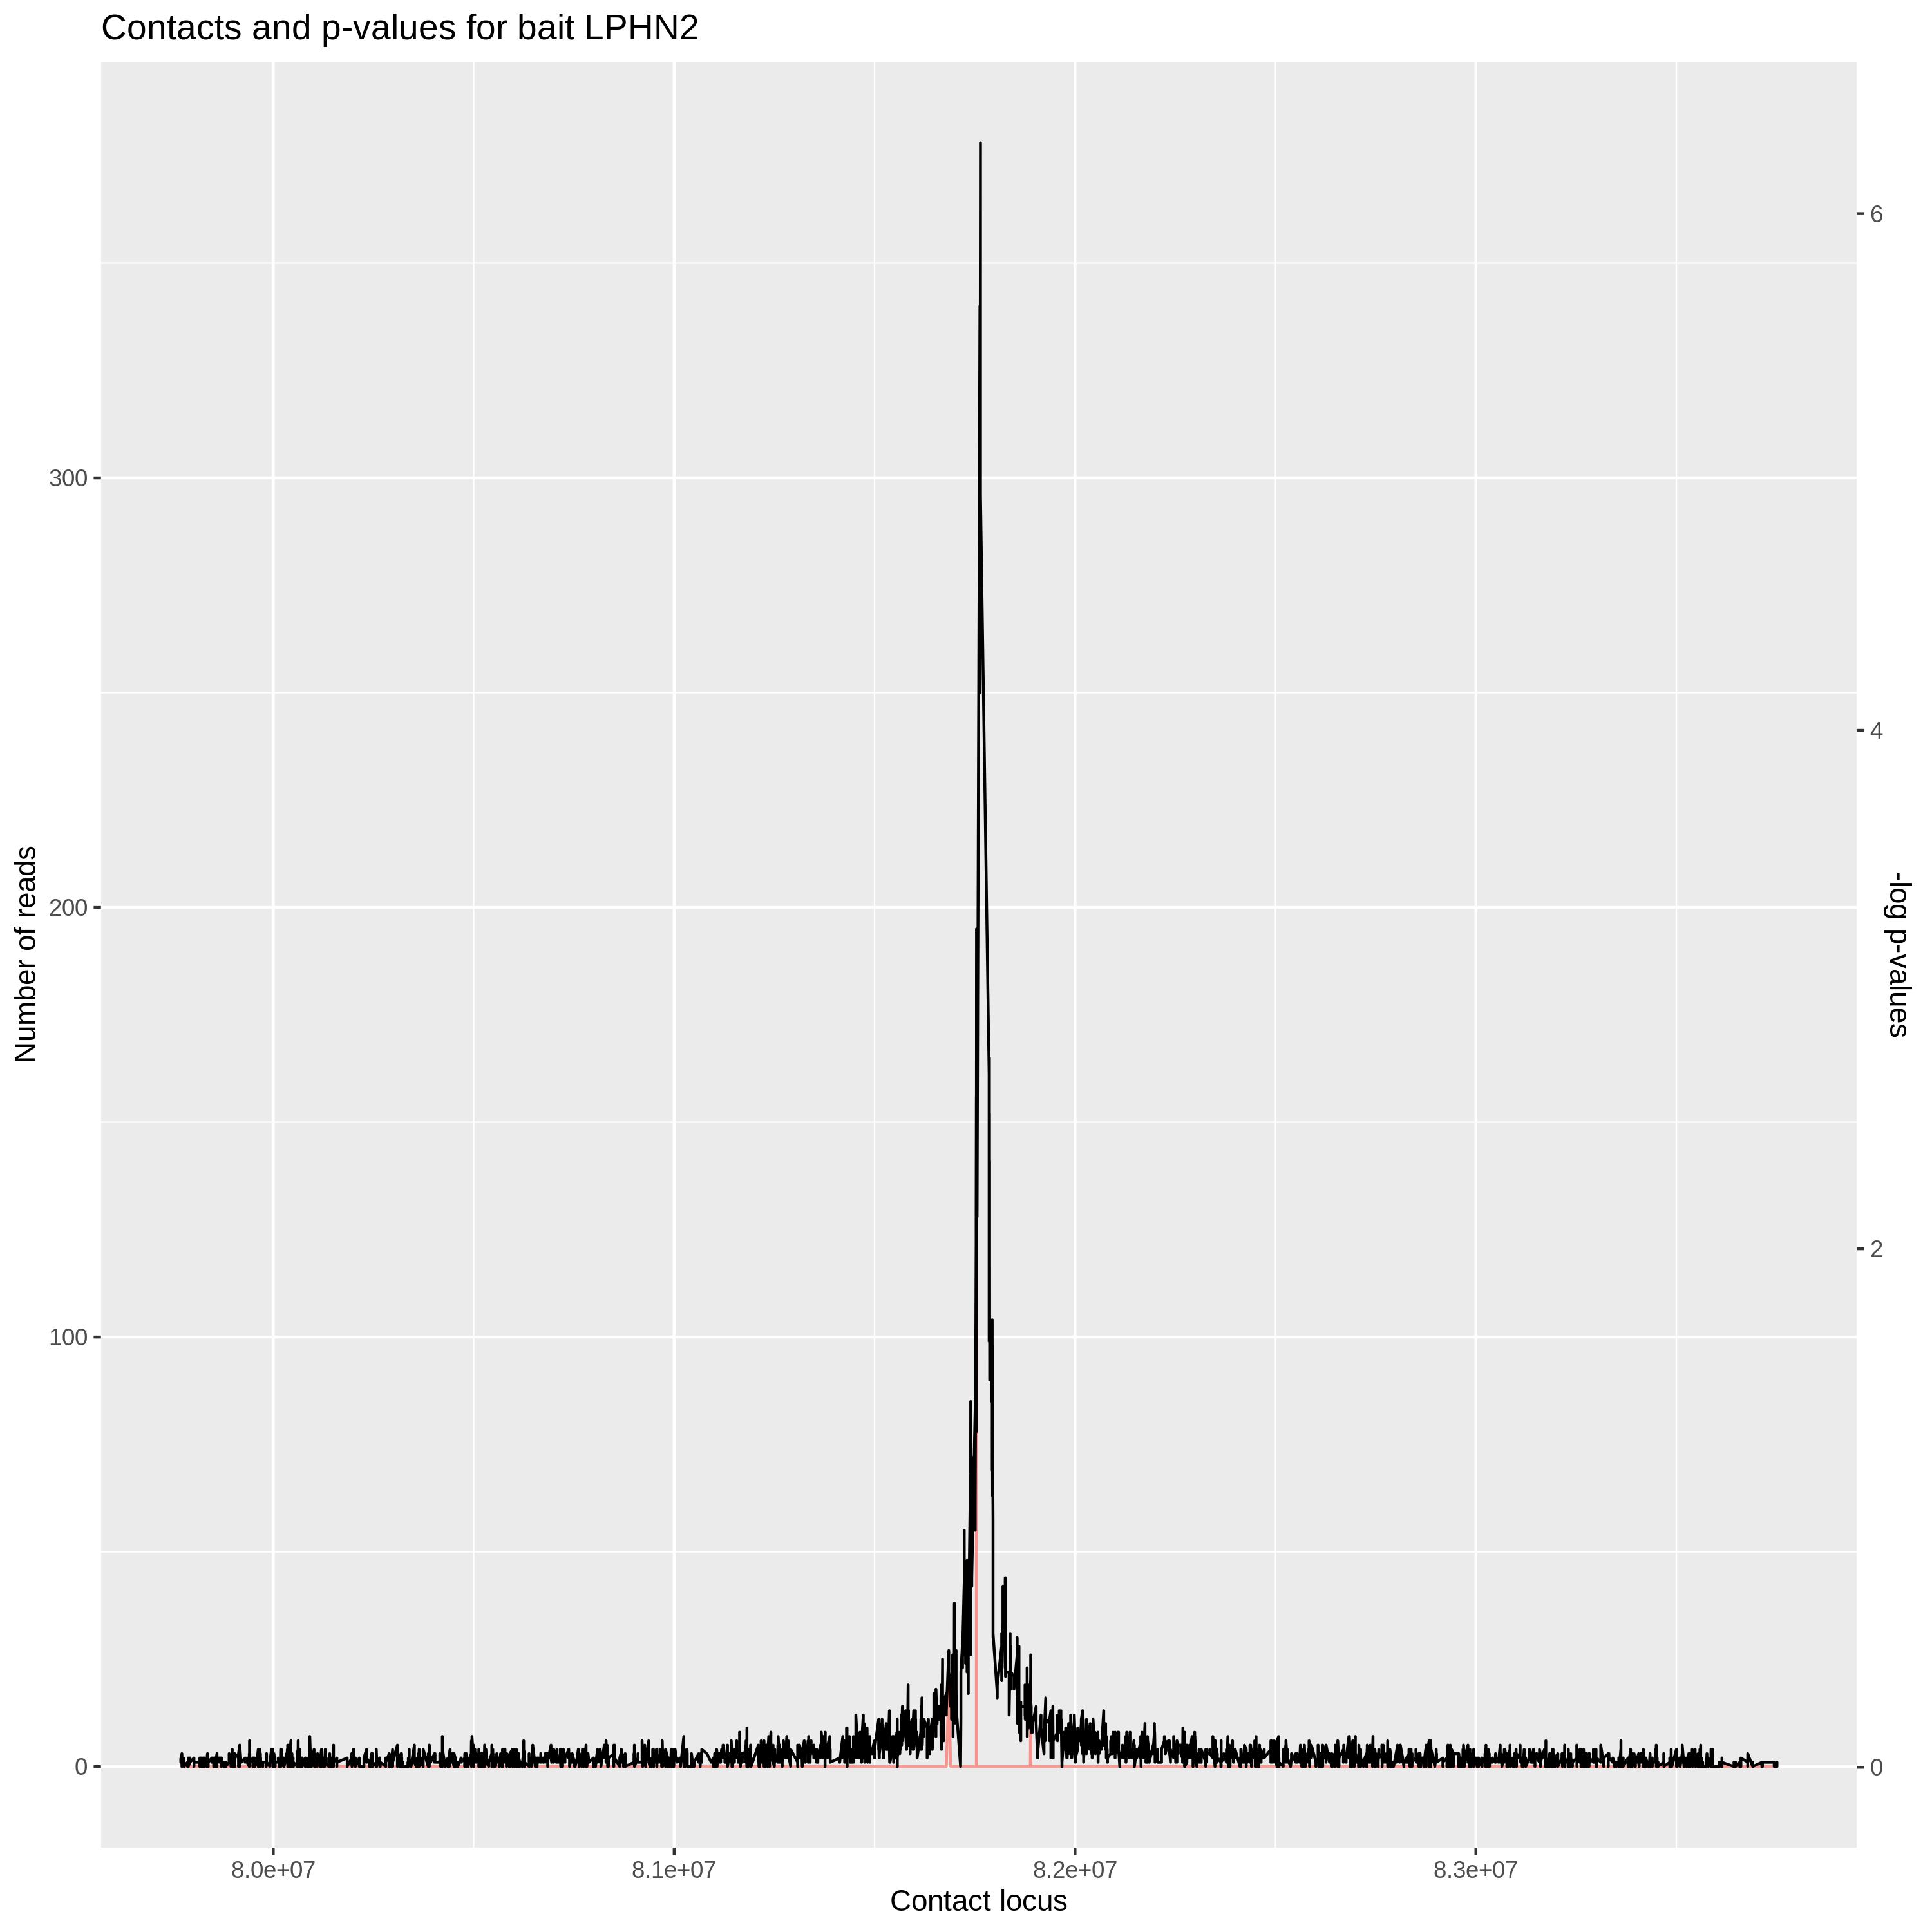 Contacts and p-values for bait LPHN2
Number of reads
300
200
100
0
6
4
2
0
-log p-values
8.0e+07
8.1e+07
8.2e+07
8.3e+07
Contact locus